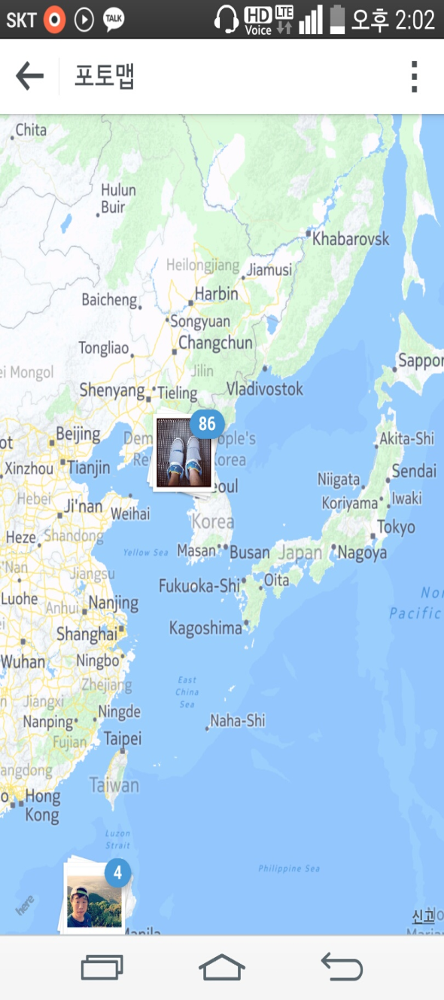 SKT TALK HD Voice LTE 오후 2:02
포토맵
Chita
Hulun
Buir
Khabarovsk
Heilongjiang
Jiamusi
Baicheng
Harbin
Songyuan
Changchun
Tongliao
ei Mongol
Jilin
Shenyang
Tieling
Vladivostok
Sappor
86
Beijing
Dem
ople's
Akita-Shi
ot
Re
Korea
Xinzhou
Tianjin
Sendai
Niigata
eoul
Hebei
Ji'nan
Weihai
Koriyama
Iwaki
Korea
Tokyo
Heze
Shandong
Yellow Sea
Masan
Busan
Japan
Nagoya
'Nan
Jiangsu
Fukuoka-Shi
Oita
Luohe
Anhui
Nanjing
Pacific
Shanghai
Kagoshima
Wuhan
Ningbo
East
China
Sea
Zhejiang
Jiangxi
Ningde
Nanping
Naha-Shi
Fujian
Taipei
angdong
Taiwan
Hong
Kong
Luzon
Strait
Philippine Sea
4
here
신고
Manila